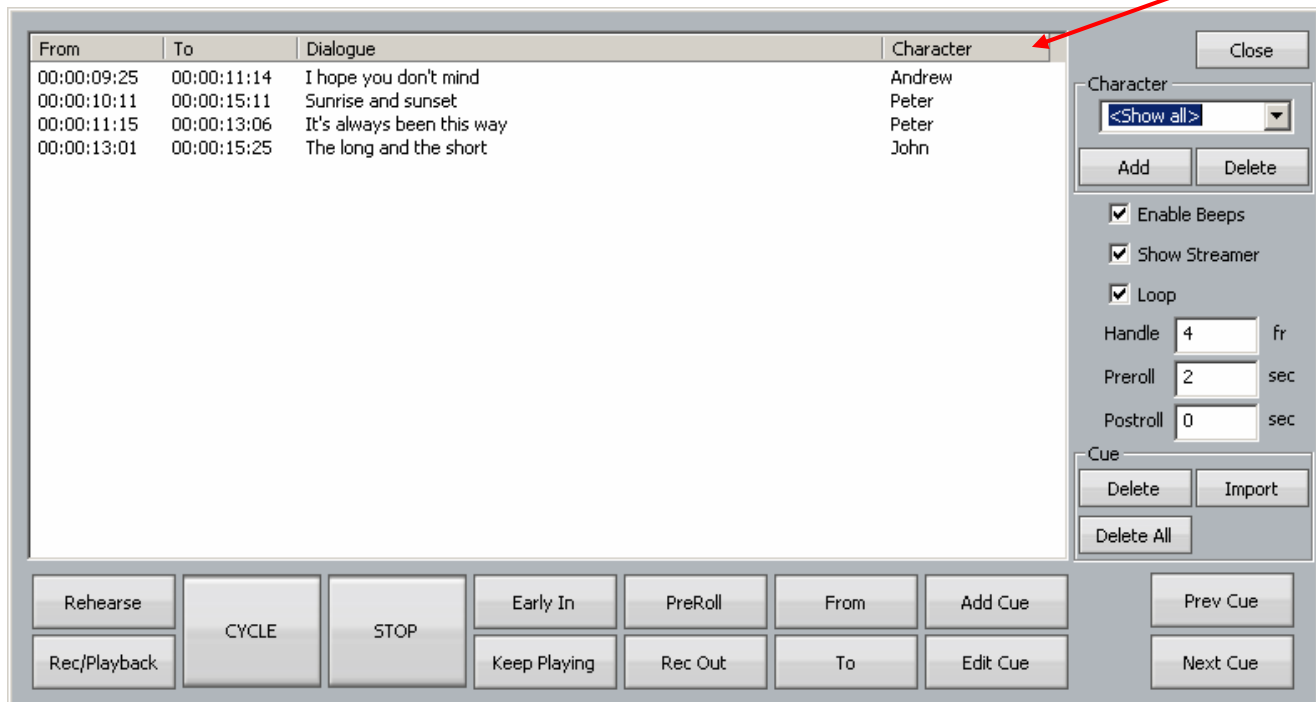 From To Dialogue Character
00:00:09:25 00:00:11:14 I hope you don't mind Andrew
00:00:10:11 00:00:15:11 Sunrise and sunset Peter
00:00:11:15 00:00:13:06 It's always been this way Peter
00:00:13:01 00:00:15:25 The long and the short John
Close
Character
<Show all>
Add Delete
Enable Beeps
Show Streamer
Loop
Handle 4 fr
Preroll 2 sec
Postroll 0 sec
Cue
Delete Import
Delete All
Rehearse CYCLE STOP Early In PreRoll From Add Cue Prev Cue
Rec/Playback Keep Playing Rec Out To Edit Cue Next Cue